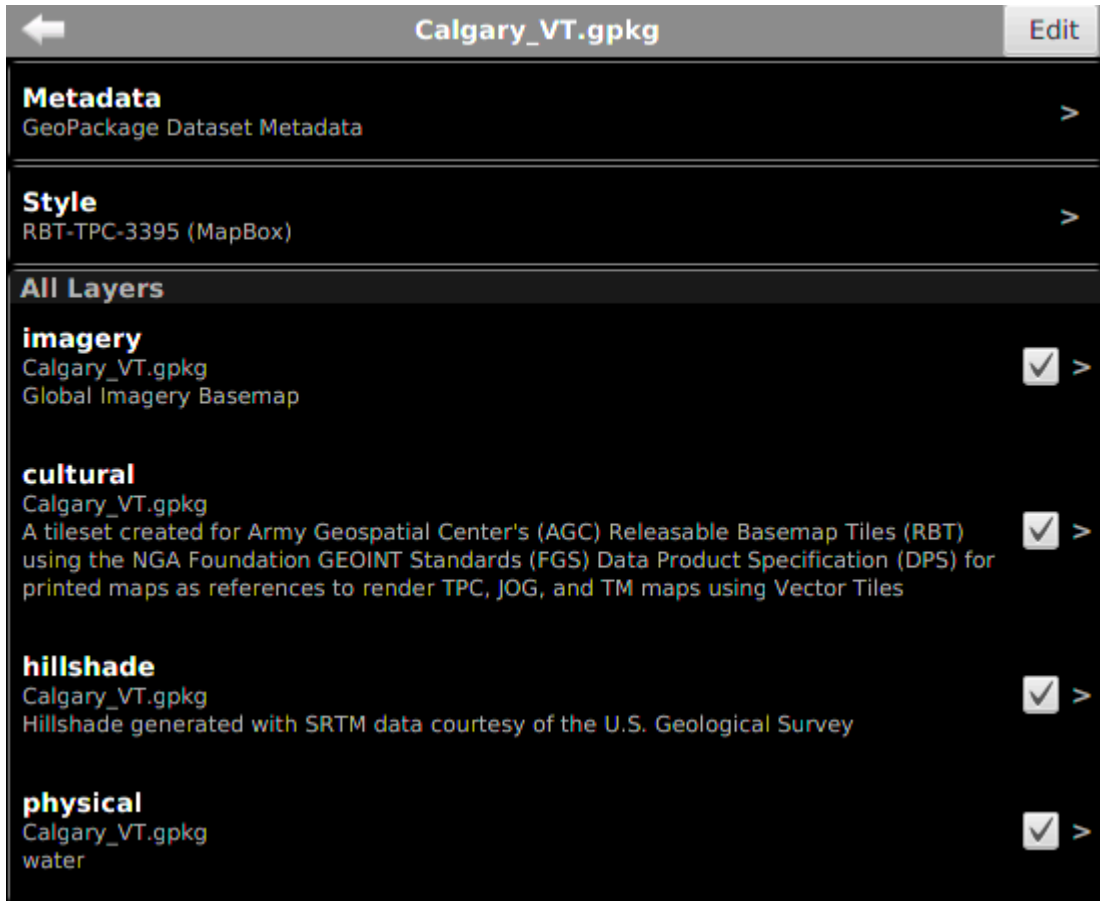 Calgary_VT.gpkg
Edit
Metadata
GeoPackage Dataset Metadata
>
Style
RBT-TPC-3395 (MapBox)
>
All Layers
imagery
Calgary_VT.gpkg
Global Imagery Basemap
>
cultural
Calgary_VT.gpkg
A tileset created for Army Geospatial Center's (AGC) Releasable Basemap Tiles (RBT)
using the NGA Foundation GEOINT Standards (FGS) Data Product Specification (DPS) for
printed maps as references to render TPC, JOG, and TM maps using Vector Tiles
>
hillshade
Calgary_VT.gpkg
Hillshade generated with SRTM data courtesy of the U.S. Geological Survey
>
physical
Calgary_VT.gpkg
water
>